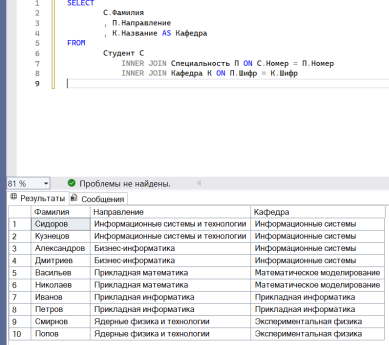 1 SELECT
2 С.Фамилия
3 , П.Направление
4 , К.Название AS Кафедра
5 FROM
6 Студент С
7 INNER JOIN Специальность П ON С.Номер = П.Номер
8 INNER JOIN Кафедра К ON П.Шифр = К.Шифр
9
81 % Проблемы не найдены.
Результаты Сообщения
Фамилия Направление Кафедра
1 Сидоров Информационные системы и технологии Информационные системы
2 Кузнецов Информационные системы и технологии Информационные системы
3 Александров Бизнес-информатика Информационные системы
4 Дмитриев Бизнес-информатика Информационные системы
5 Васильев Прикладная математика Математическое моделирование
6 Николаев Прикладная математика Математическое моделирование
7 Иванов Прикладная информатика Прикладная информатика
8 Петров Прикладная информатика Прикладная информатика
9 Смирнов Ядерные физика и технологии Экспериментальная физика
10 Попов Ядерные физика и технологии Экспериментальная физика